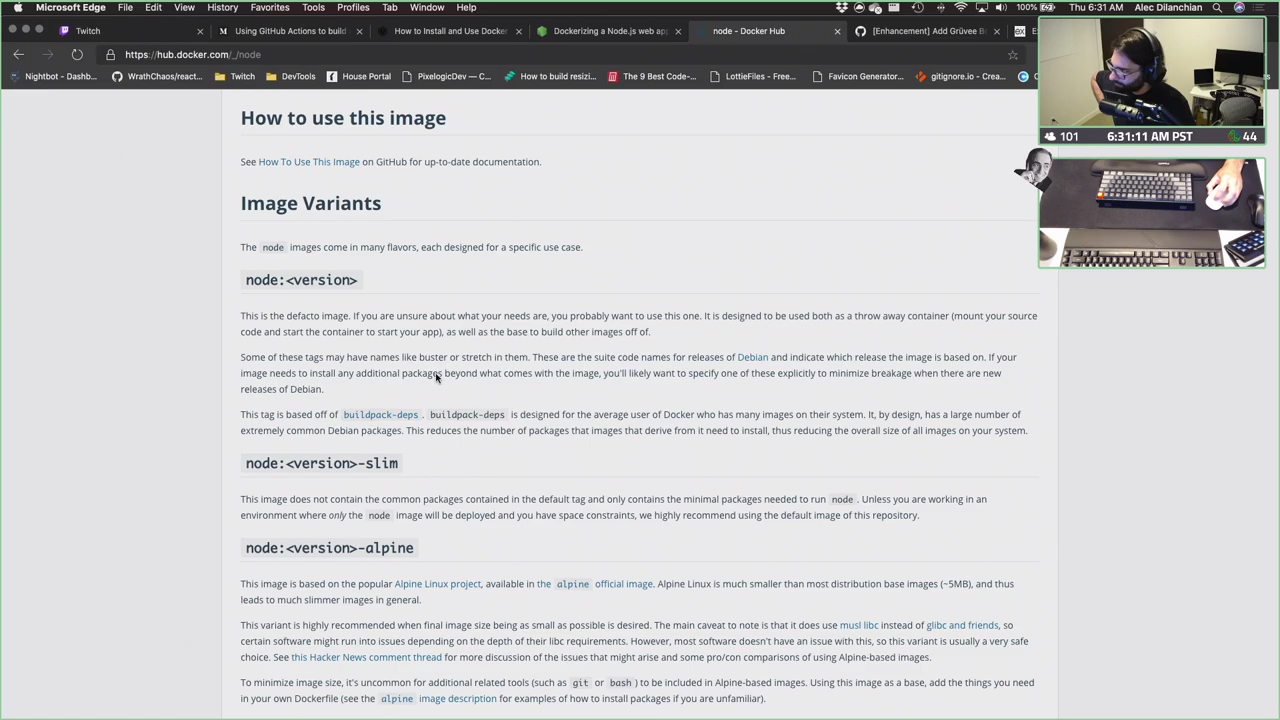 Microsoft Edge File Edit View History Favorites Tools Profiles Tab Window Help 100% Thu 6:31 AM Alec Dilanchian
Twitch Using GitHub Actions to build How to Install and Use Docker Dockerizing a Node.js web app node - Docker Hub [Enhancement] Add Grüvee B
https://hub.docker.com/_/node
Nightbot - Dashb... WrathChaos/react... Twitch DevTools House Portal PixelogicDev — C... How to build resizi... The 9 Best Code-... LottieFiles - Free... Favicon Generator... gitignore.io - Crea...
101 6:31:11 AM PST 44
How to use this image
See How To Use This Image on GitHub for up-to-date documentation.
Image Variants
The node images come in many flavors, each designed for a specific use case.
node:<version>
This is the defacto image. If you are unsure about what your needs are, you probably want to use this one. It is designed to be used both as a throw away container (mount your source
code and start the container to start your app), as well as the base to build other images off of.
Some of these tags may have names like buster or stretch in them. These are the suite code names for releases of Debian and indicate which release the image is based on. If your
image needs to install any additional packages beyond what comes with the image, you'll likely want to specify one of these explicitly to minimize breakage when there are new
releases of Debian.
This tag is based off of buildpack-deps. buildpack-deps is designed for the average user of Docker who has many images on their system. It, by design, has a large number of
extremely common Debian packages. This reduces the number of packages that images that derive from it need to install, thus reducing the overall size of all images on your system.
node:<version>-slim
This image does not contain the common packages contained in the default tag and only contains the minimal packages needed to run node. Unless you are working in an
environment where only the node image will be deployed and you have space constraints, we highly recommend using the default image of this repository.
node:<version>-alpine
This image is based on the popular Alpine Linux project, available in the alpine official image. Alpine Linux is much smaller than most distribution base images (~5MB), and thus
leads to much slimmer images in general.
This variant is highly recommended when final image size being as small as possible is desired. The main caveat to note is that it does use musl libc instead of glibc and friends, so
certain software might run into issues depending on the depth of their libc requirements. However, most software doesn't have an issue with this, so this variant is usually a very safe
choice. See this Hacker News comment thread for more discussion of the issues that might arise and some pro/con comparisons of using Alpine-based images.
To minimize image size, it's uncommon for additional related tools (such as git or bash) to be included in Alpine-based images. Using this image as a base, add the things you need
in your own Dockerfile (see the alpine image description for examples of how to install packages if you are unfamiliar).